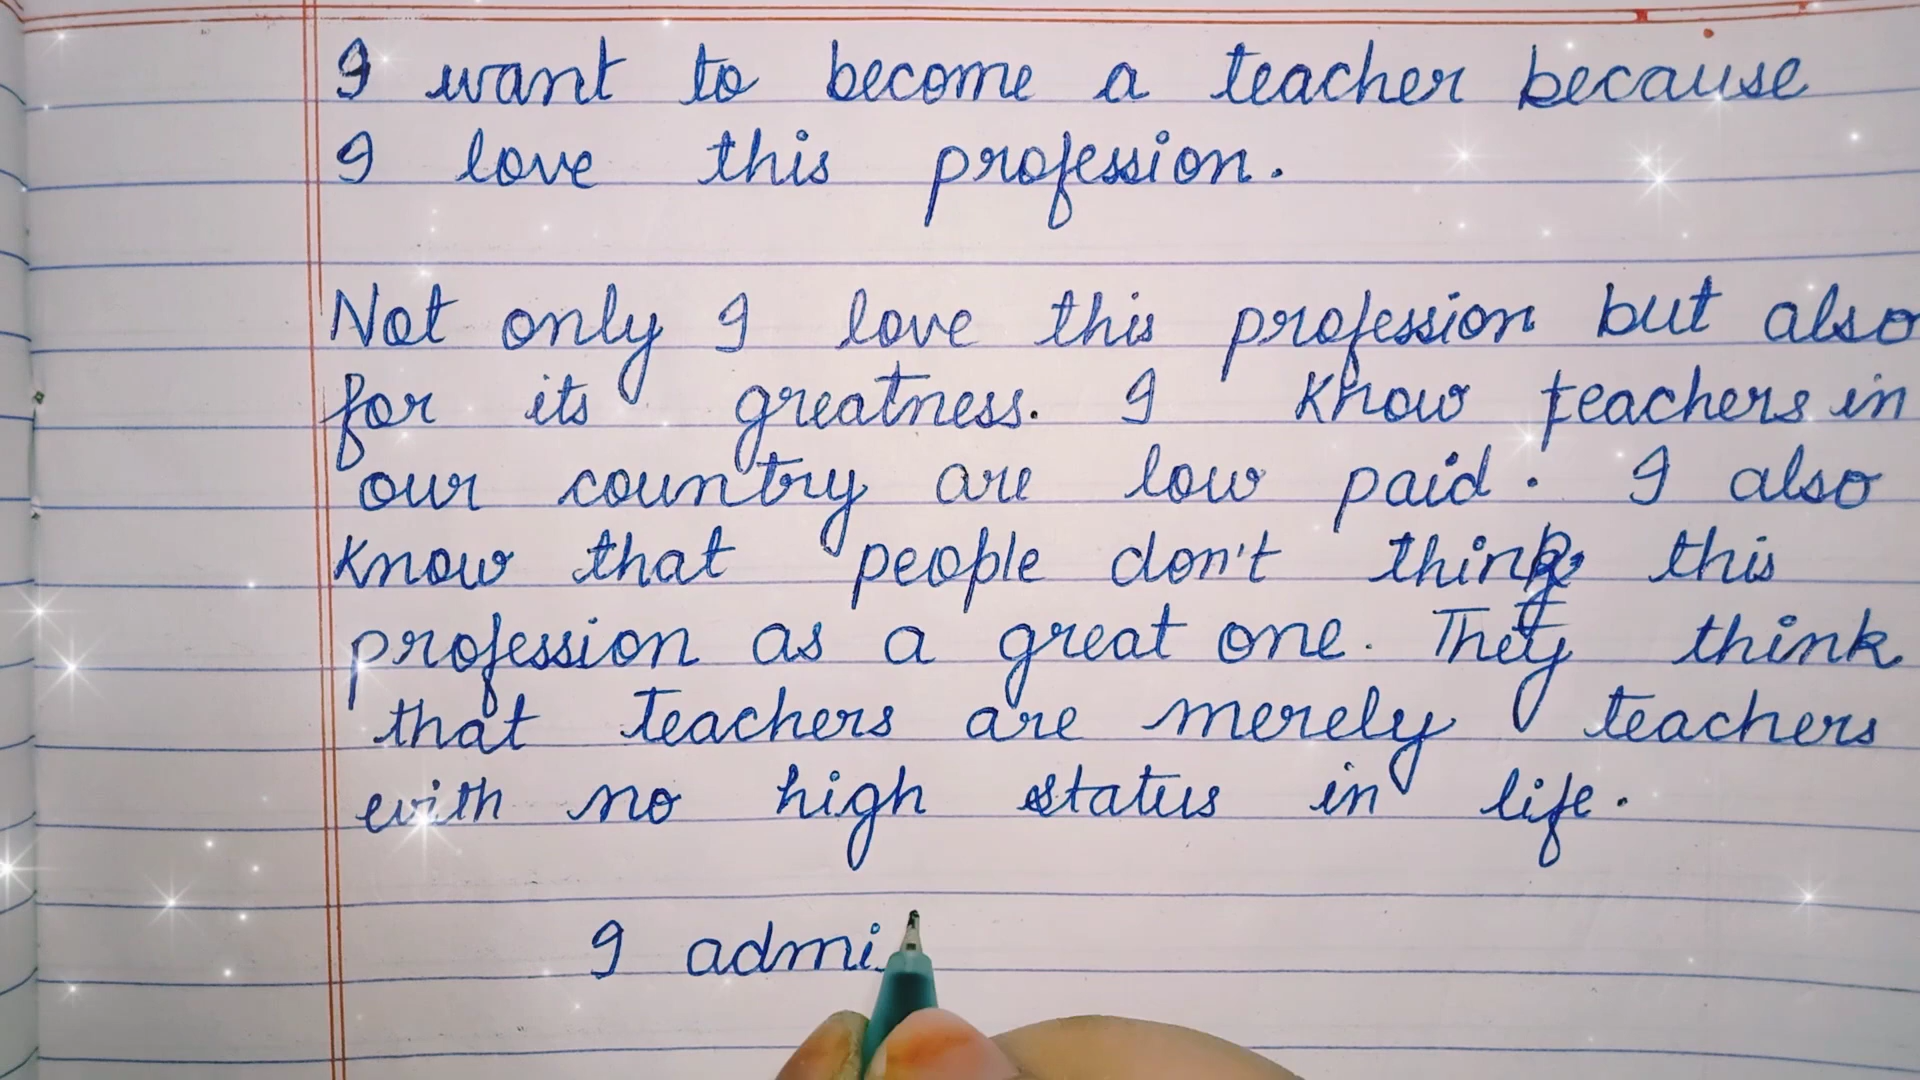 I want to become a teacher because
I love this profession.
Not only I love this profession but also
for its greatness. I know teachers in
our country are low paid. I also
know that people don't think this
profession as a great one. They think
that teachers are merely teachers
with no high status in life.
I admi